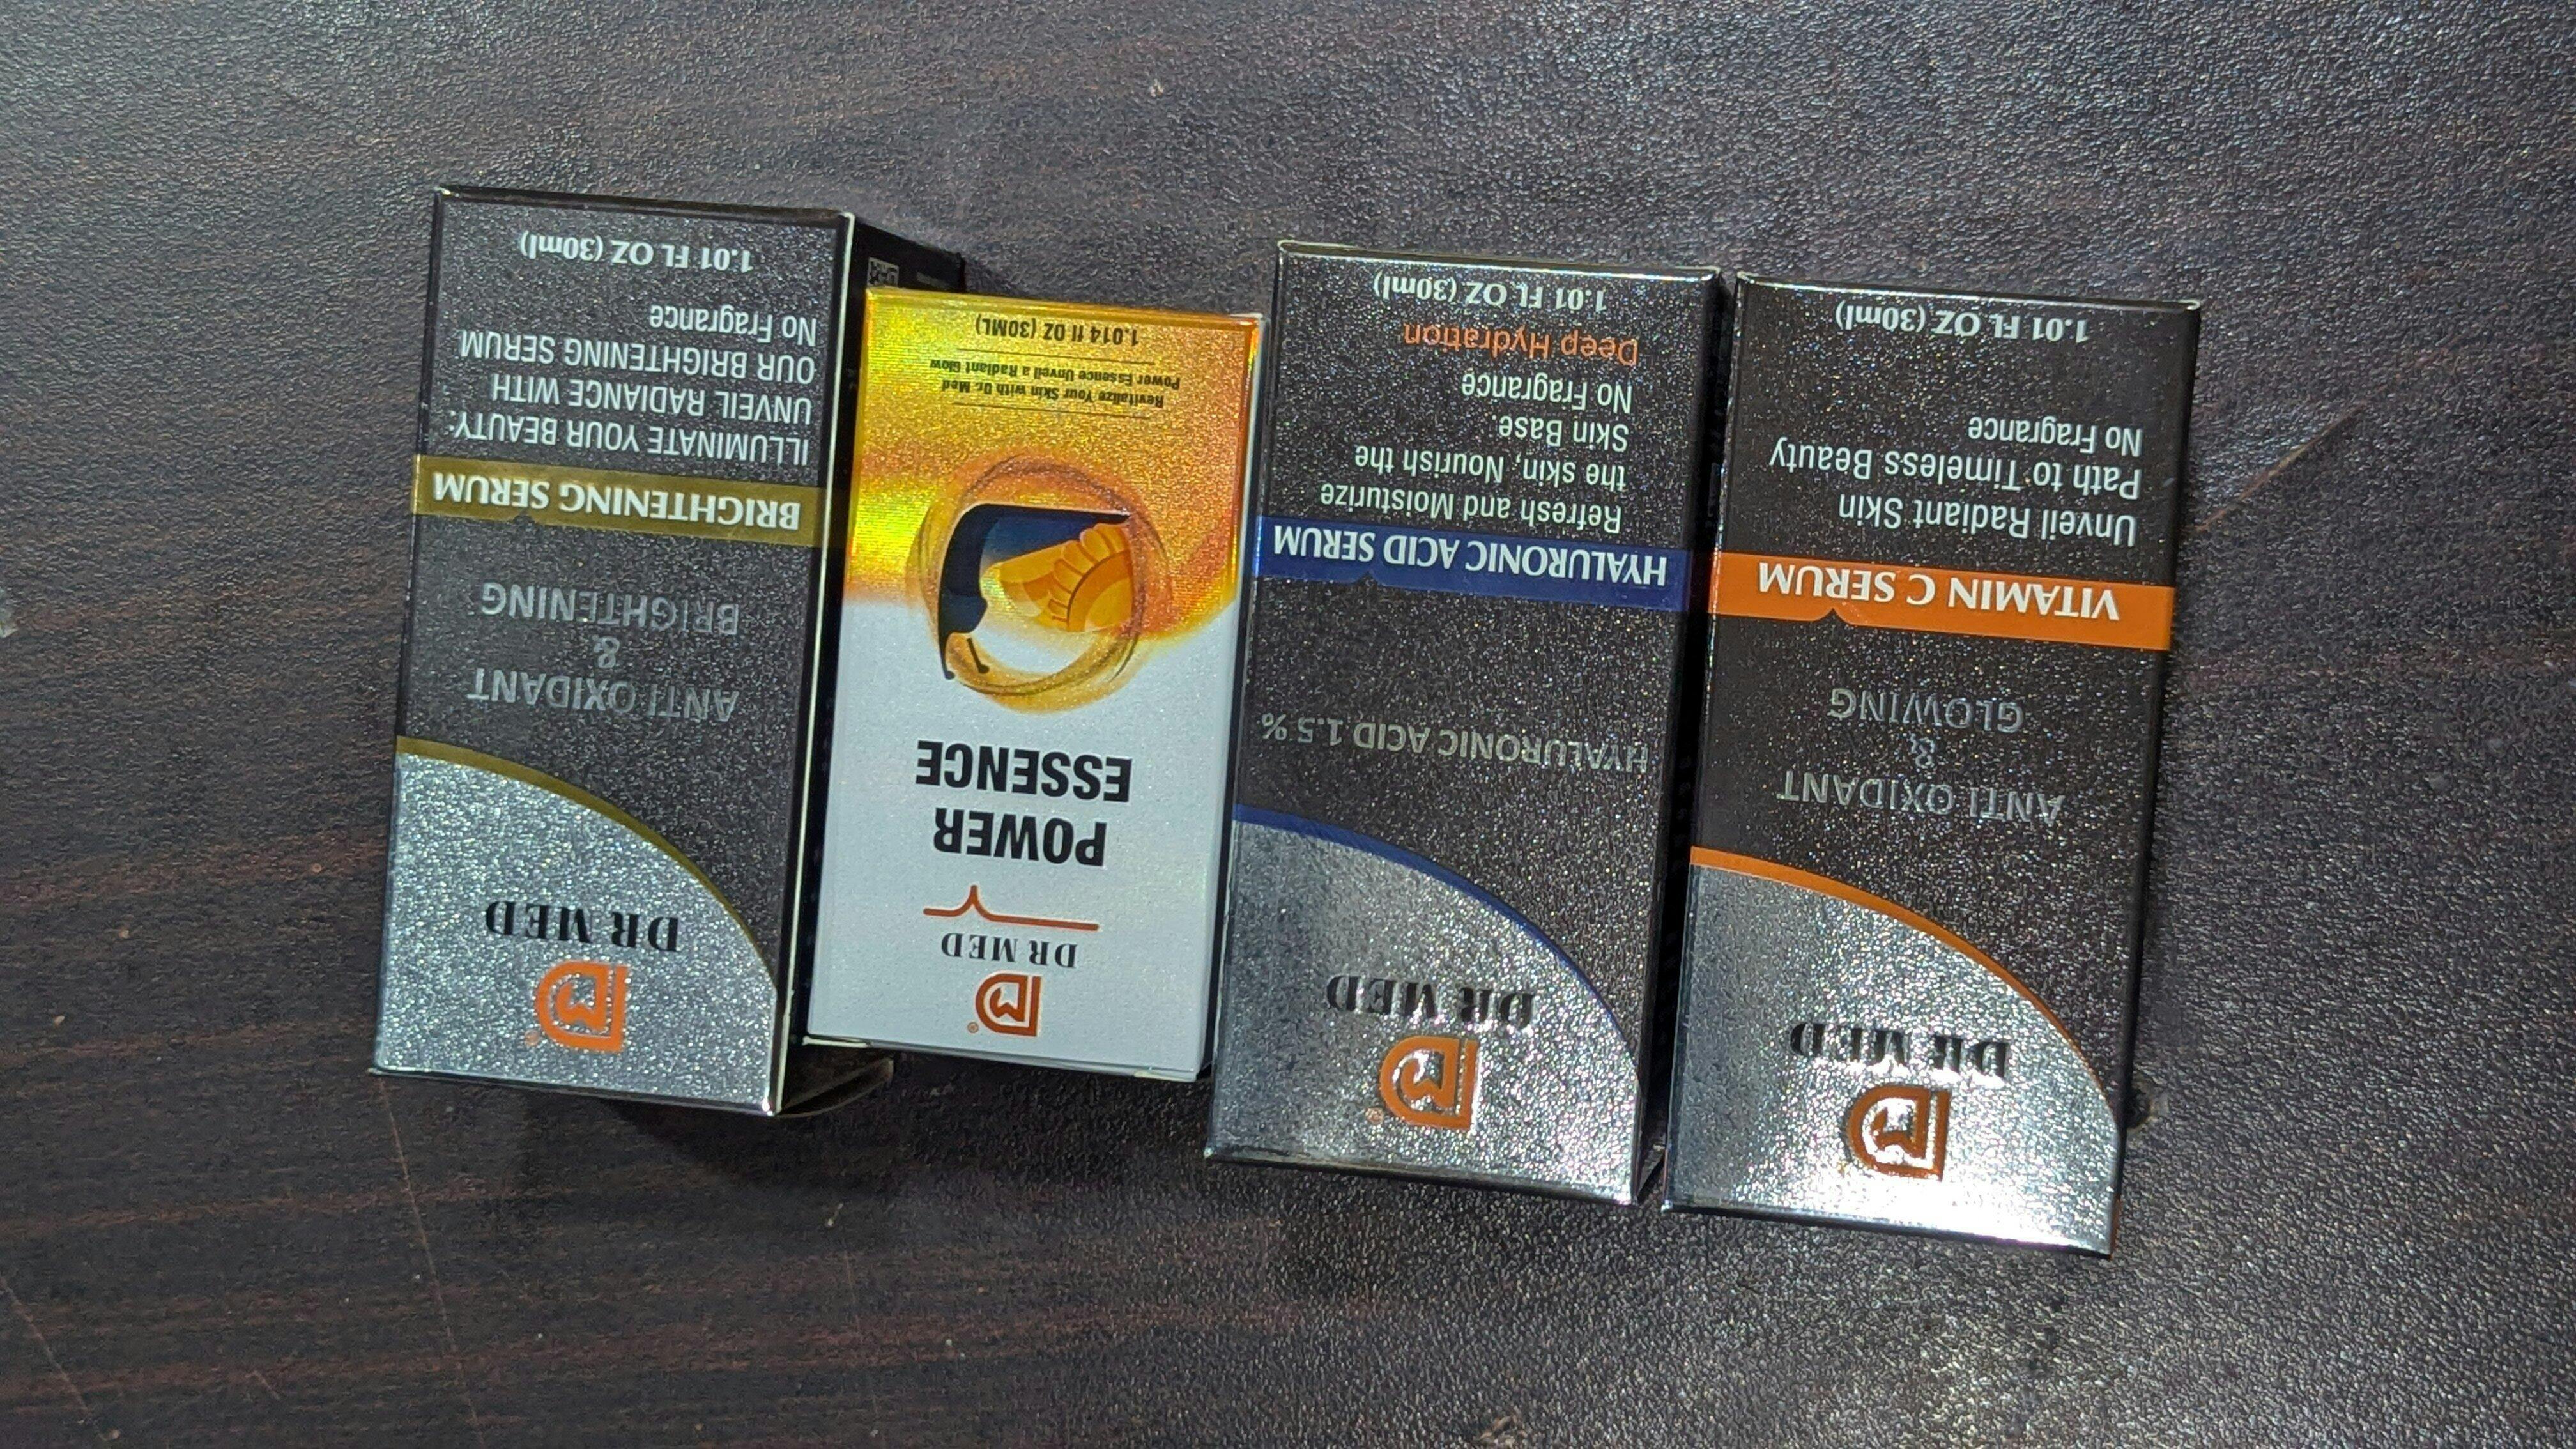 DR MED
VITAMIN C SERUM
ANTI OXIDANT
&
GLOWING
Unveil Radiant Skin
Path to Timeless Beauty
No Fragrance
1.01 FL OZ (30ml)
DR MED
HYALURONIC ACID 1.5 %
HYALURONIC ACID SERUM
Refresh and Moisturize
the skin, Nourish the
Skin Base.
No Fragrance
Deep Hydration
1.01 FL OZ (30ml)
DR MED
POWER
ESSENCE
Revitalize Your Skin with Dr. Med
Power Essence Unveil a Radiant Glow
1.014 fl OZ (30ML)
DR MED
ANTI OXIDANT
&
BRIGHTENING
BRIGHTENING SERUM
ILLUMINATE YOUR BEAUTY:
UNVEIL RADIANCE WITH
OUR BRIGHTENING SERUM
No Fragrance
1.01 FL OZ (30ml)